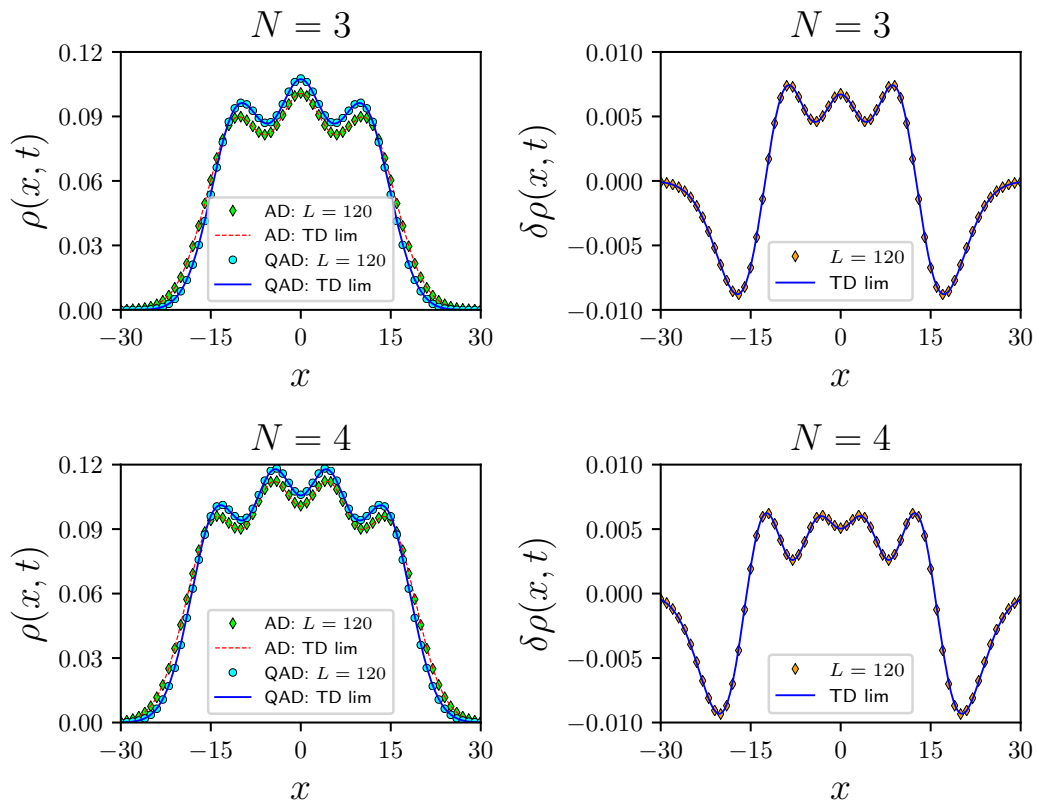 N = 3
ρ(x, t)
0.12
0.09
0.06
0.03
0.00
AD: L = 120
AD: TD lim
QAD: L = 120
QAD: TD lim
−30 −15 0 15 30
x
N = 3
δρ(x, t)
0.010
0.005
0.000
−0.005
−0.010
L = 120
TD lim
−30 −15 0 15 30
x
N = 4
ρ(x, t)
0.12
0.09
0.06
0.03
0.00
AD: L = 120
AD: TD lim
QAD: L = 120
QAD: TD lim
−30 −15 0 15 30
x
N = 4
δρ(x, t)
0.010
0.005
0.000
−0.005
−0.010
L = 120
TD lim
−30 −15 0 15 30
x